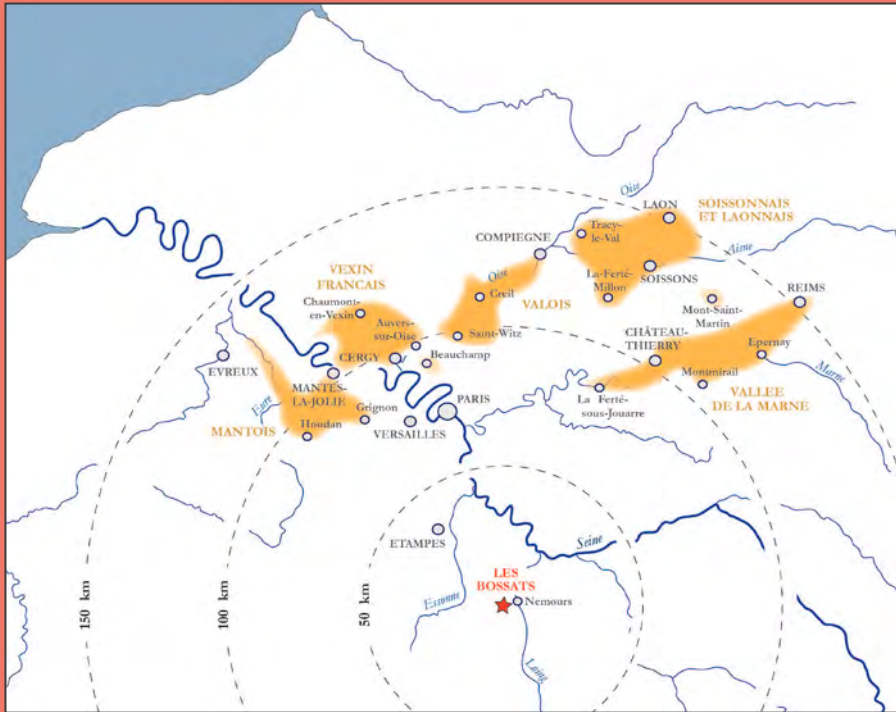 Oise
LAON
SOISSONNAIS
ET LAONNAIS
Tracy-
le-Val
COMPIEGNE
Aisne
SOISSONS
La-Ferté-
Millon
VEXIN
FRANCAIS
Chaumont-
en-Vexin
Oise
Creil
VALOIS
REIMS
Mont-Saint-
Martin
Auvers-
sur-Oise
Saint-Witz
CHÂTEAU-
THIERRY
Epernay
CERGY
Beauchamp
EVREUX
MANTES-
LA-JOLIE
Marne
Montmirail
Eure
Grignon
PARIS
La Ferté-
sous-Jouarre
VALLEE
DE LA MARNE
MANTOIS
Houdan
VERSAILLES
ETAMPES
Seine
LES
BOSSATS
150 km
100 km
50 km
Essonne
Nemours
Loing